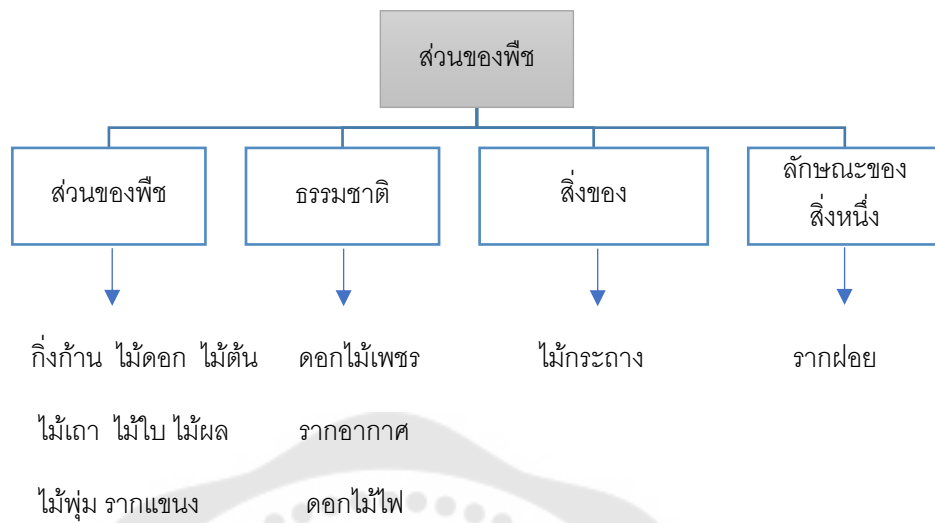 ส่วนของพืช
ส่วนของพืช
ธรรมชาติ
สิ่งของ
ลักษณะของ
สิ่งหนึ่ง
กิ่งก้าน ไม้ดอก ไม้ต้น
ไม้เถา ไม้ใบ ไม้ผล
ไม้พุ่ม รากแขนง
ดอกไม้เพชร
รากอากาศ
ดอกไม้ไฟ
ไม้กระถาง
รากฝอย